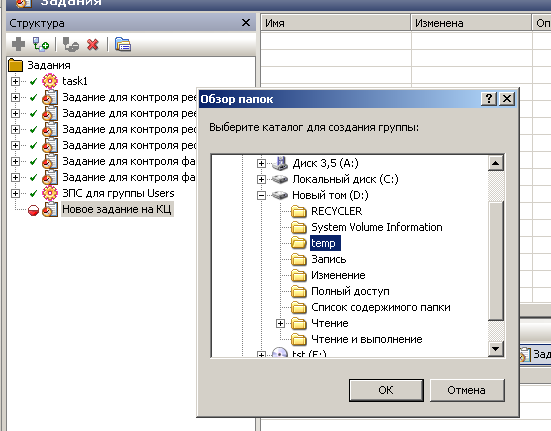 Задания
Структура
Имя
Изменена
Оп
Задания
task1
Задание для контроля рее
Задание для контроля рес
Задание для контроля рес
Задание для контроля рес
Задание для контроля фа
Задание для контроля фа
ЗПС для группы Users
Новое задание на КЦ
Обзор папок
Выберите каталог для создания группы:
Диск 3,5 (A:)
Локальный диск (C:)
Новый том (D:)
RECYCLER
System Volume Information
temp
Запись
Изменение
Полный доступ
Список содержимого папки
Чтение
Чтение и выполнение
tst (E:)
OK
Отмена
Зад